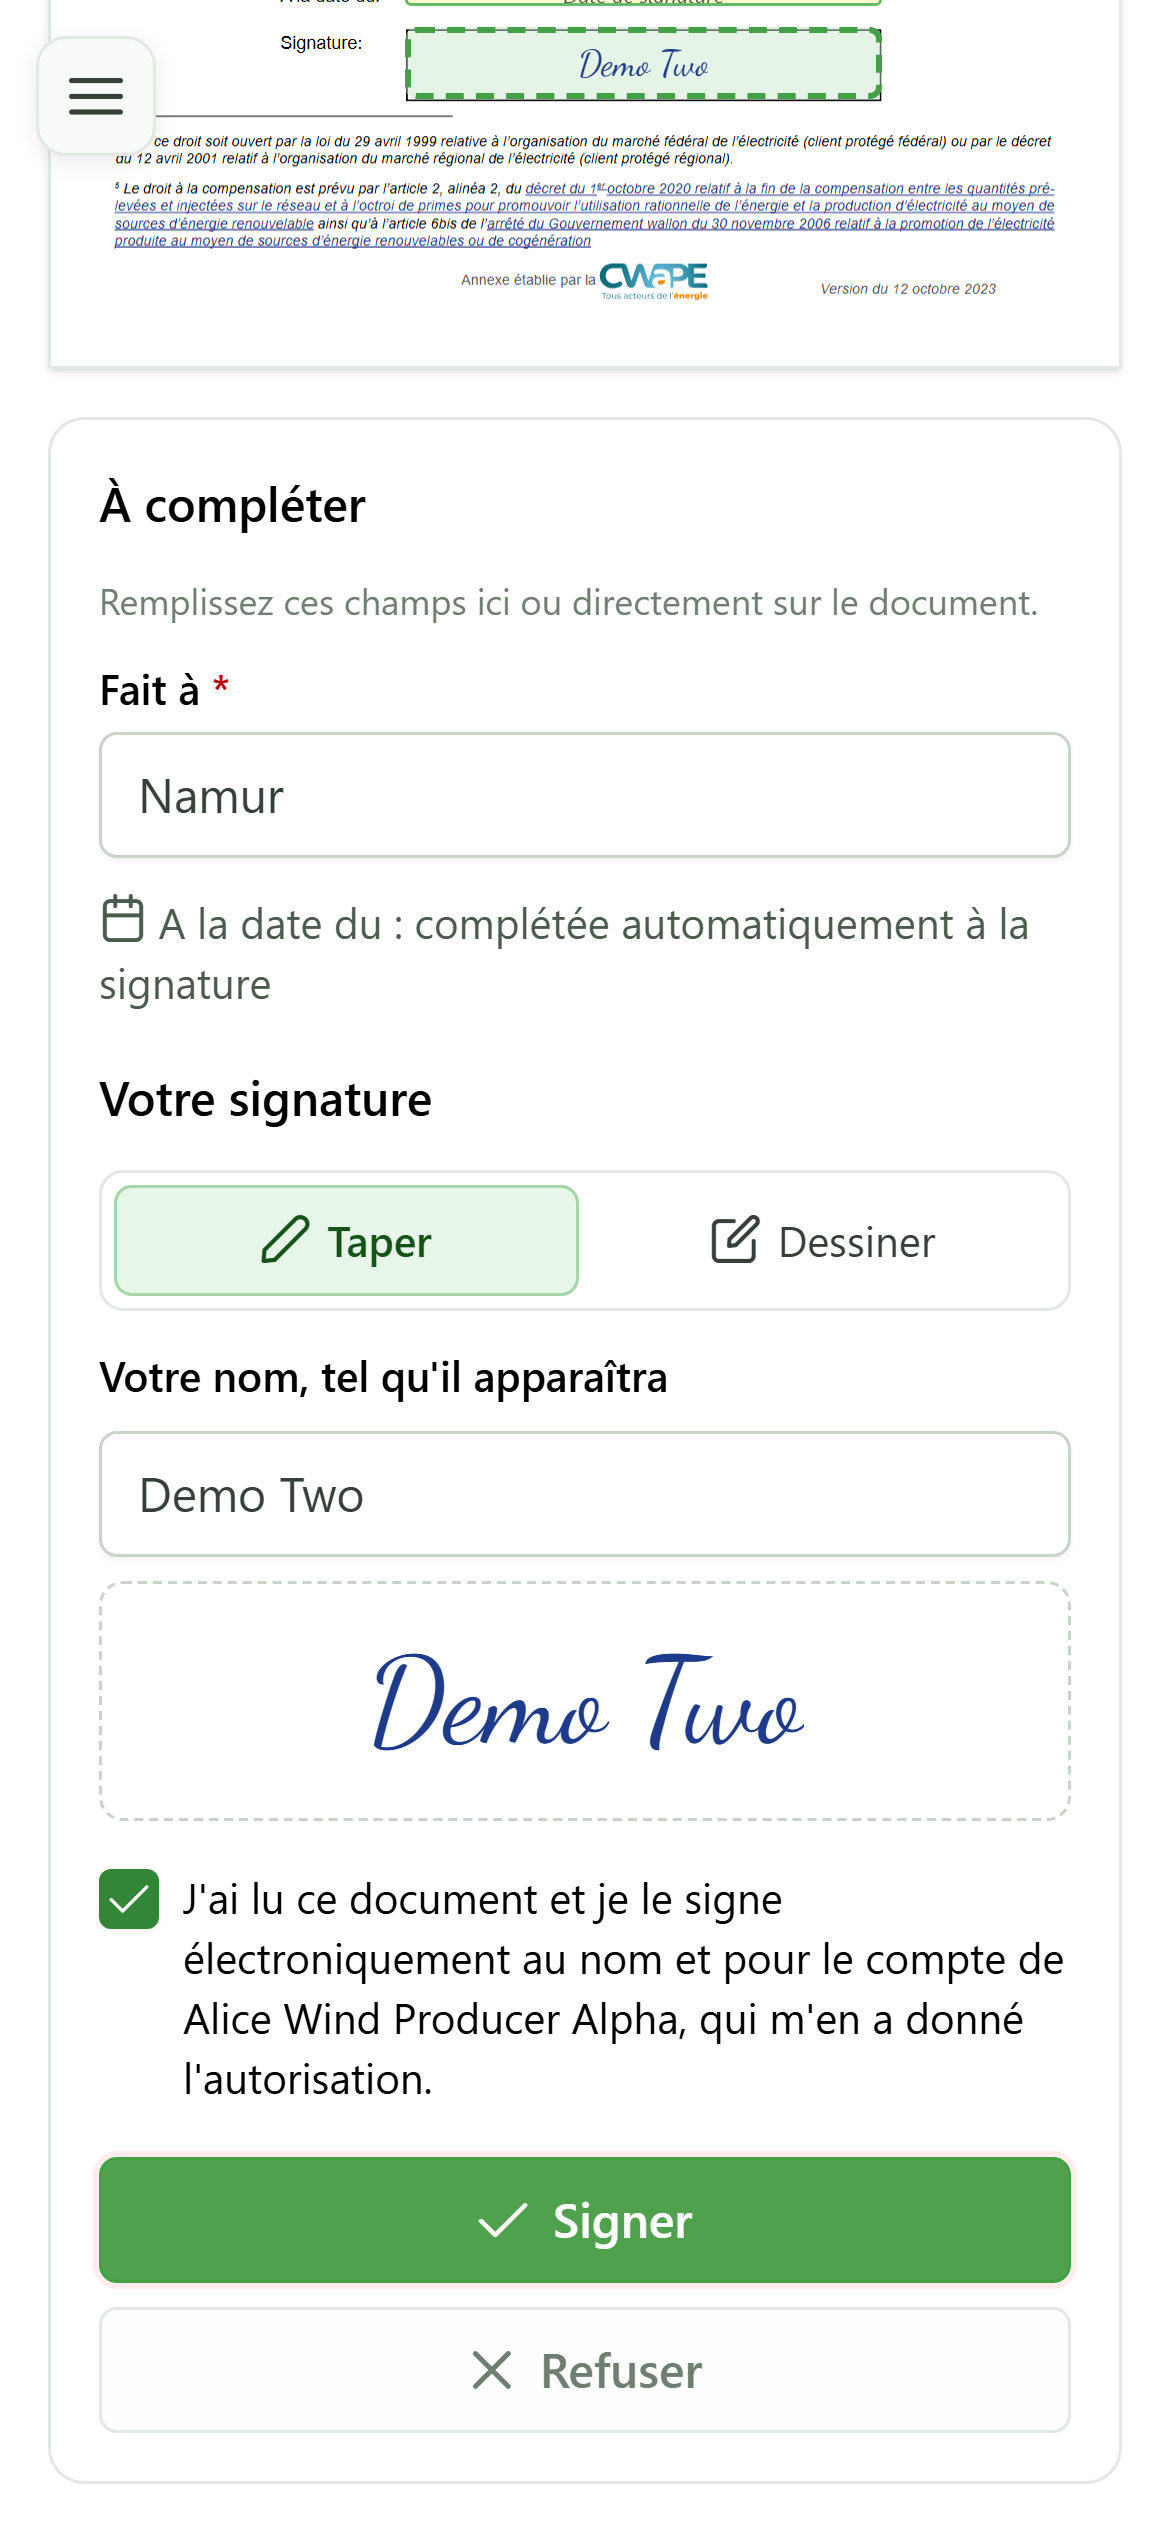 Signature:
Demo Two
ce droit soit ouvert par la loi du 29 avril 1999 relative à l'organisation du marché fédéral de l'électricité (client protégé fédéral) ou par le décret
du 12 avril 2001 relatif à l'organisation du marché régional de l'électricité (client protégé régional).
⁵ Le droit à la compensation est prévu par l'article 2, alinéa 2, du décret du 1er octobre 2020 relatif à la fin de la compensation entre les quantités pré-
levées et injectées sur le réseau et à l'octroi de primes pour promouvoir l'utilisation rationnelle de l'énergie et la production d'électricité au moyen de
sources d'énergie renouvelable ainsi qu'à l'article 6bis de l'arrêté du Gouvernement wallon du 30 novembre 2006 relatif à la promotion de l'électricité
produite au moyen de sources d'énergie renouvelables ou de cogénération
Annexe établie par la CWaPE
Tous acteurs de l'énergie
Version du 12 octobre 2023
À compléter
Remplissez ces champs ici ou directement sur le document.
Fait à *
Namur
A la date du : complétée automatiquement à la
signature
Votre signature
Taper
Dessiner
Votre nom, tel qu'il apparaîtra
Demo Two
Demo Two
J'ai lu ce document et je le signe
électroniquement au nom et pour le compte de
Alice Wind Producer Alpha, qui m'en a donné
l'autorisation.
Signer
Refuser